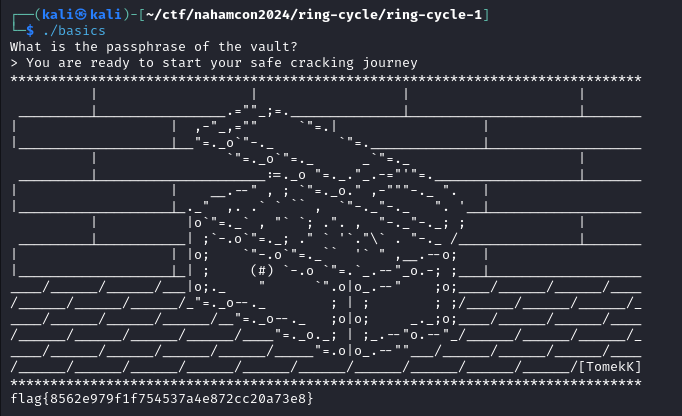 ┌──(kali㉿kali)-[~/ctf/nahamcon2024/ring-cycle/ring-cycle-1]
└─$ ./basics
What is the passphrase of the vault?
> You are ready to start your safe cracking journey
*******************************************************************************
[TomekK]
*******************************************************************************
flag{8562e979f1f754537a4e872cc20a73e8}